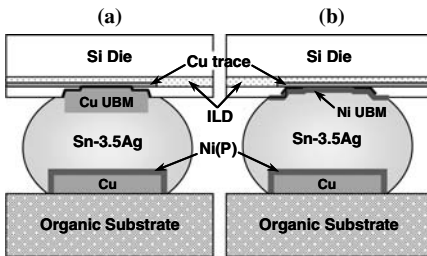 (a)
(b)
Si Die
Cu trace
Si Die
Cu UBM
ILD
Ni UBM
Sn-3.5Ag
Sn-3.5Ag
Ni(P)
Cu
Cu
Organic Substrate
Organic Substrate